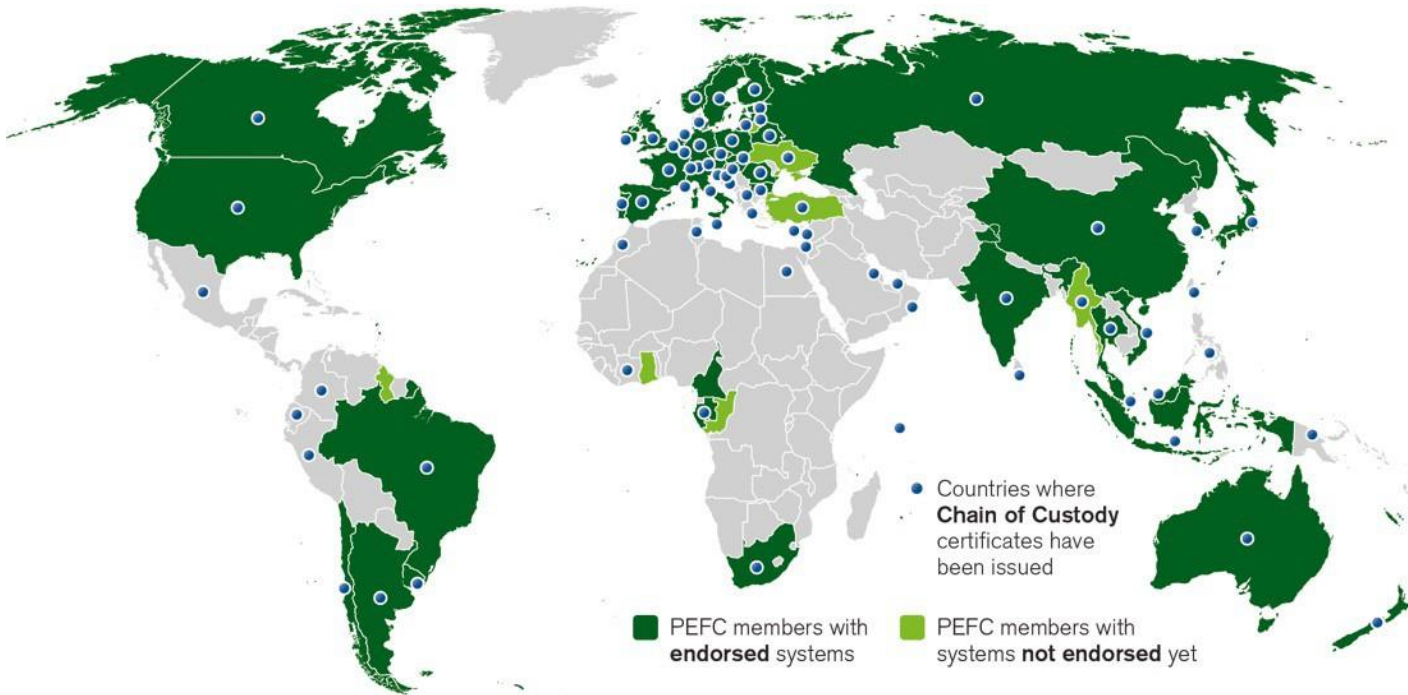 Countries where
Chain of Custody
certificates have
been issued
PEFC members with
endorsed systems
PEFC members with
systems not endorsed yet